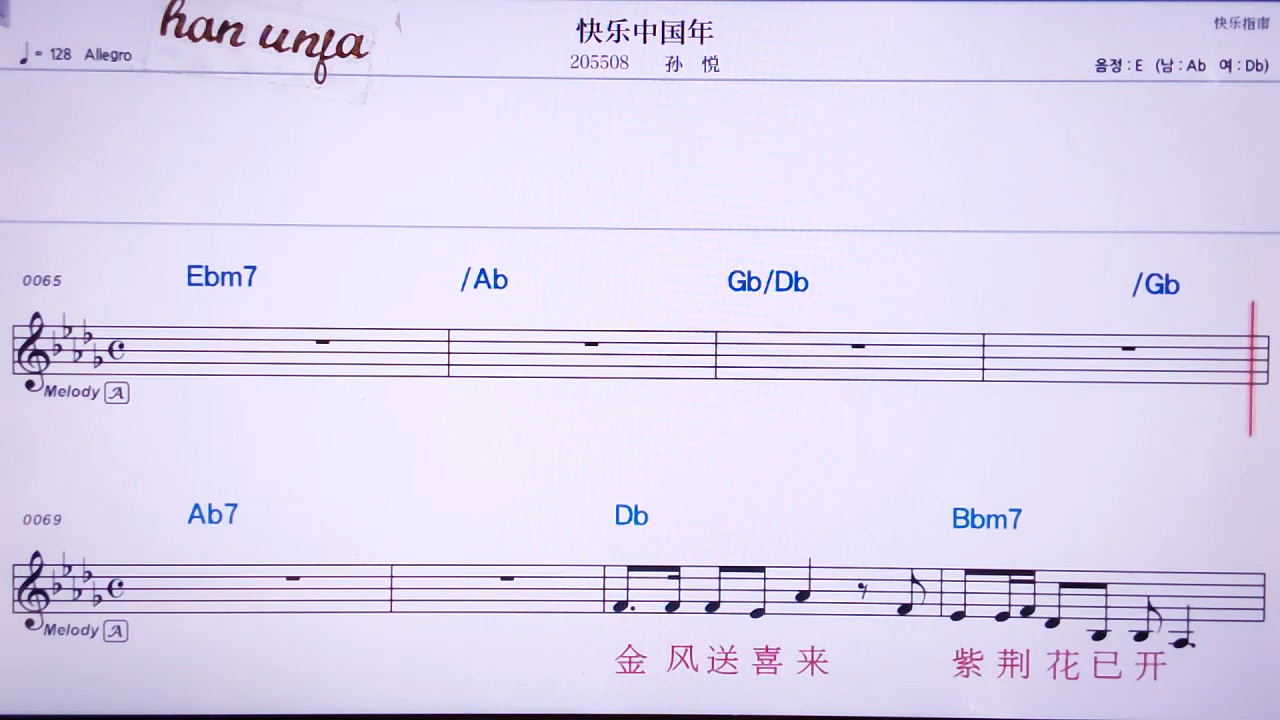 han unfa
快乐中国年
快乐指南
♩ = 128 Allegro
205508 孙 悦
음정 : E (남 : Ab 여 : Db)
0065 Ebm7 /Ab Gb/Db /Gb
Melody A
0069 Ab7 Db Bbm7
Melody A
金 风 送 喜 来 紫 荆 花 已 开